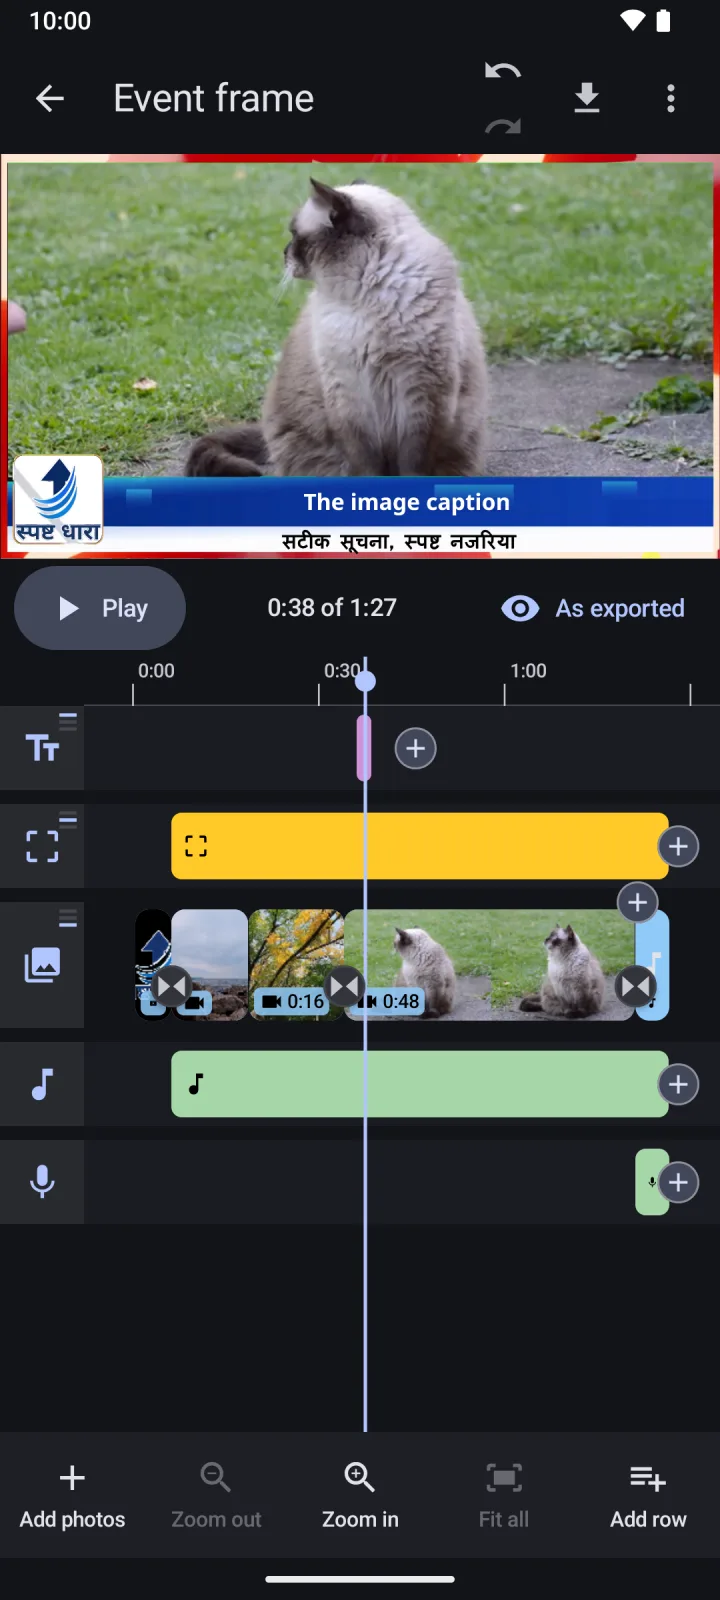 10:00
Event frame
The image caption
स्पष्ट धारा
सटीक सूचना, स्पष्ट नजरिया
Play
0:38 of 1:27
As exported
0:00
0:30
1:00
Tт
0:16
0:48
Add photos
Zoom out
Zoom in
Fit all
Add row